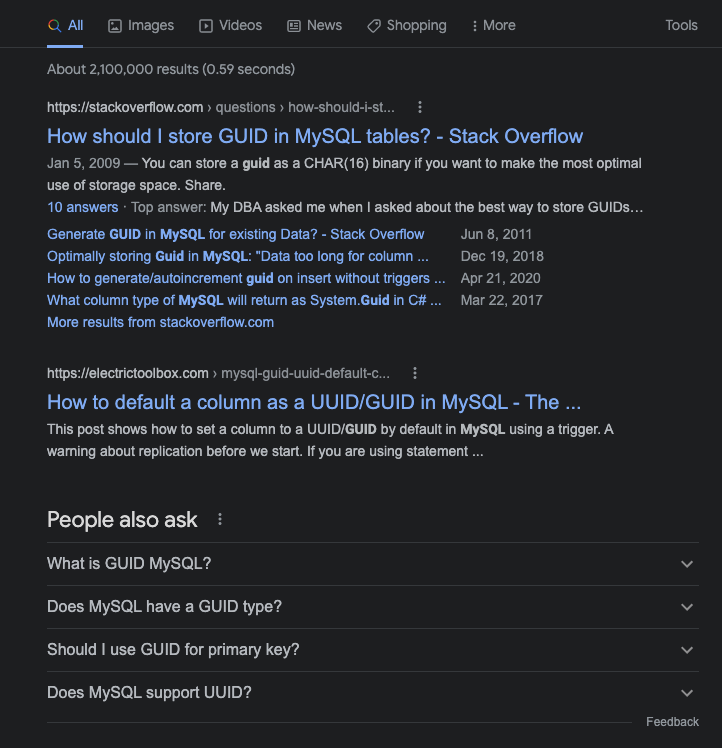 All Images Videos News Shopping More Tools
About 2,100,000 results (0.59 seconds)
https://stackoverflow.com › questions › how-should-i-st...
How should I store GUID in MySQL tables? - Stack Overflow
Jan 5, 2009 — You can store a guid as a CHAR(16) binary if you want to make the most optimal
use of storage space. Share.
10 answers · Top answer: My DBA asked me when I asked about the best way to store GUIDs…
Generate GUID in MySQL for existing Data? - Stack Overflow Jun 8, 2011
Optimally storing Guid in MySQL: "Data too long for column ... Dec 19, 2018
How to generate/autoincrement guid on insert without triggers ... Apr 21, 2020
What column type of MySQL will return as System.Guid in C# ... Mar 22, 2017
More results from stackoverflow.com
https://electrictoolbox.com › mysql-guid-uuid-default-c...
How to default a column as a UUID/GUID in MySQL - The ...
This post shows how to set a column to a UUID/GUID by default in MySQL using a trigger. A
warning about replication before we start. If you are using statement ...
People also ask
What is GUID MySQL?
Does MySQL have a GUID type?
Should I use GUID for primary key?
Does MySQL support UUID?
Feedback